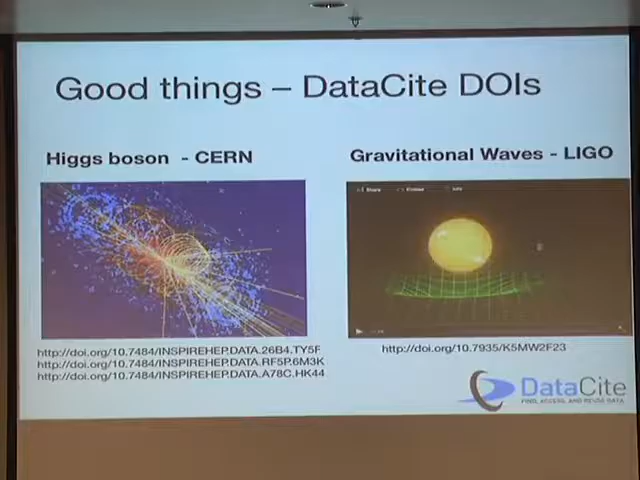 Good things – DataCite DOIs
Higgs boson - CERN
Gravitational Waves - LIGO
Share
Info
http://doi.org/10.7484/INSPIREHEP.DATA.26B4.TY5F
http://doi.org/10.7484/INSPIREHEP.DATA.RF5P.6M3K
http://doi.org/10.7484/INSPIREHEP.DATA.A78C.HK44
http://doi.org/10.7935/K5MW2F23
DataCite
FIND, ACCESS, AND REUSE DATA